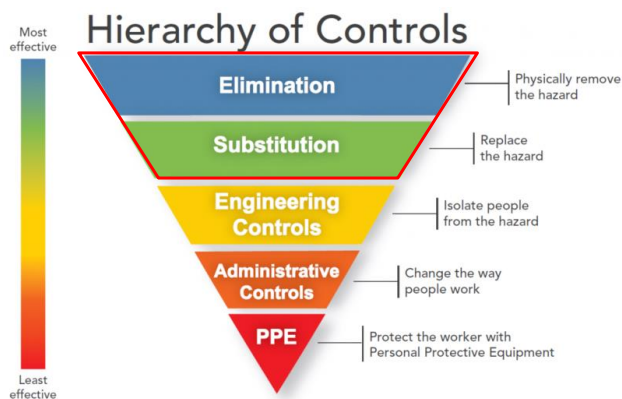 Hierarchy of Controls
Most
effective
Elimination
Physically remove
the hazard
Substitution
Replace
the hazard
Engineering
Controls
Isolate people
from the hazard
Administrative
Controls
Change the way
people work
PPE
Protect the worker with
Personal Protective Equipment
Least
effective